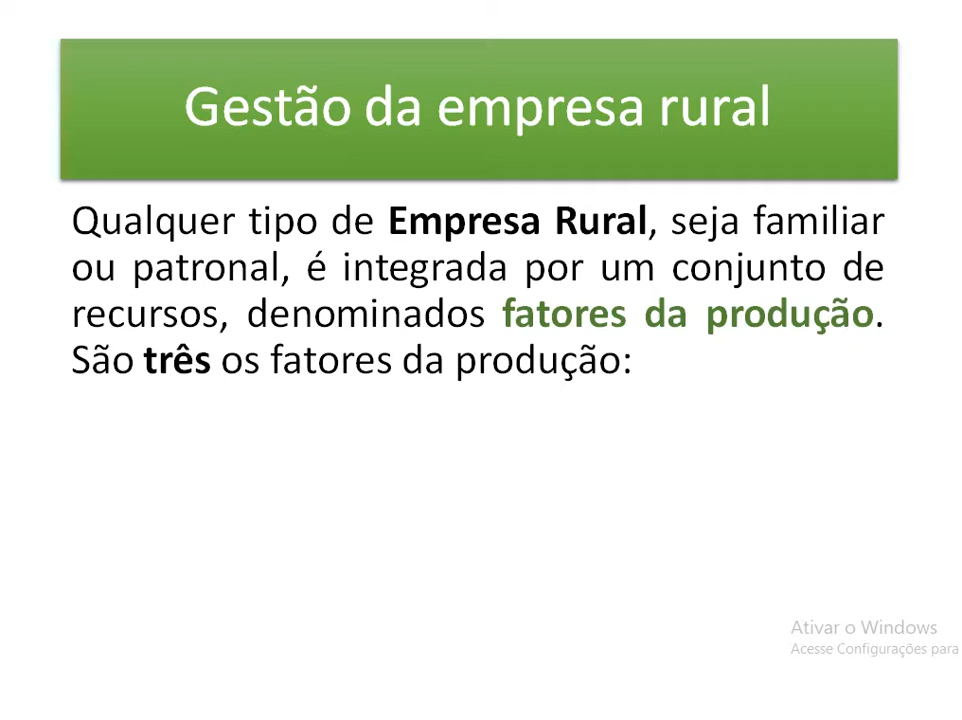 Gestão da empresa rural
Qualquer tipo de Empresa Rural, seja familiar
ou patronal, é integrada por um conjunto de
recursos, denominados fatores da produção.
São três os fatores da produção:
Ativar o Windows
Acesse Configurações para